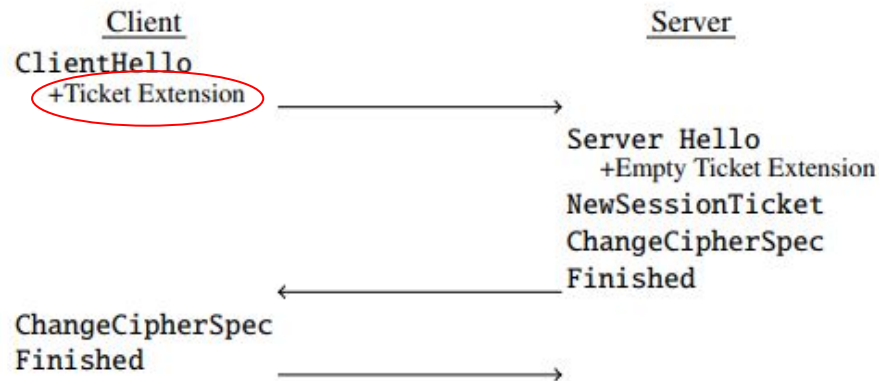 Client
Server
ClientHello
+Ticket Extension
Server Hello
+Empty Ticket Extension
NewSessionTicket
ChangeCipherSpec
Finished
ChangeCipherSpec
Finished